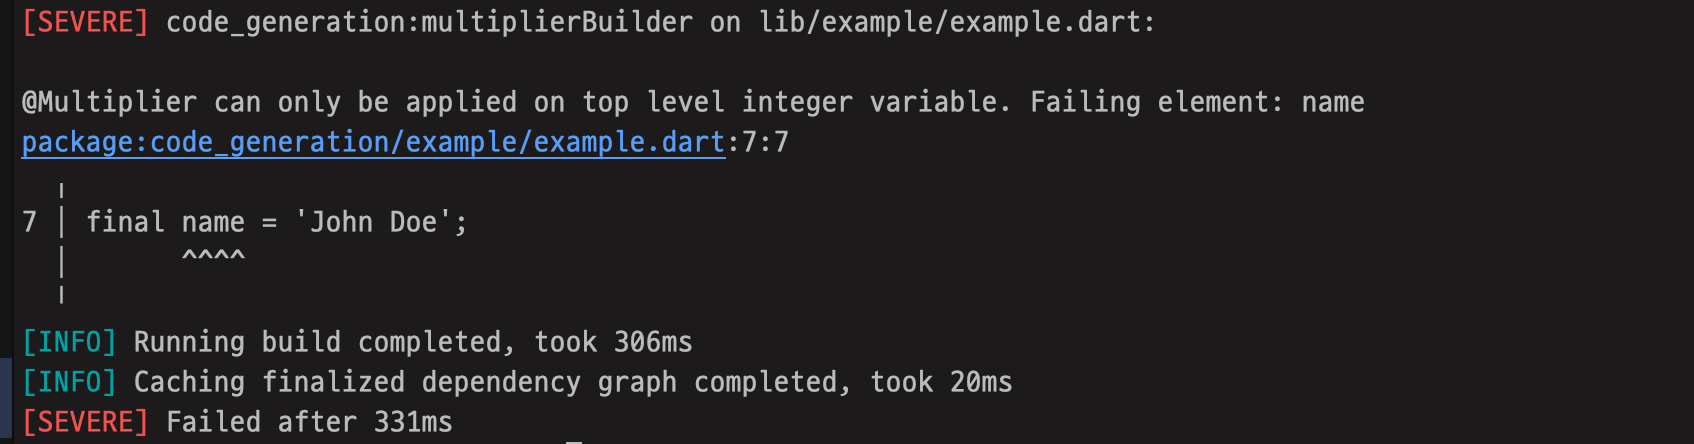 [SEVERE] code_generation:multiplierBuilder on lib/example/example.dart:
@Multiplier can only be applied on top level integer variable. Failing element: name
package:code_generation/example/example.dart:7:7
7 │ final name = 'John Doe';
│ ^^^^
[INFO] Running build completed, took 306ms
[INFO] Caching finalized dependency graph completed, took 20ms
[SEVERE] Failed after 331ms